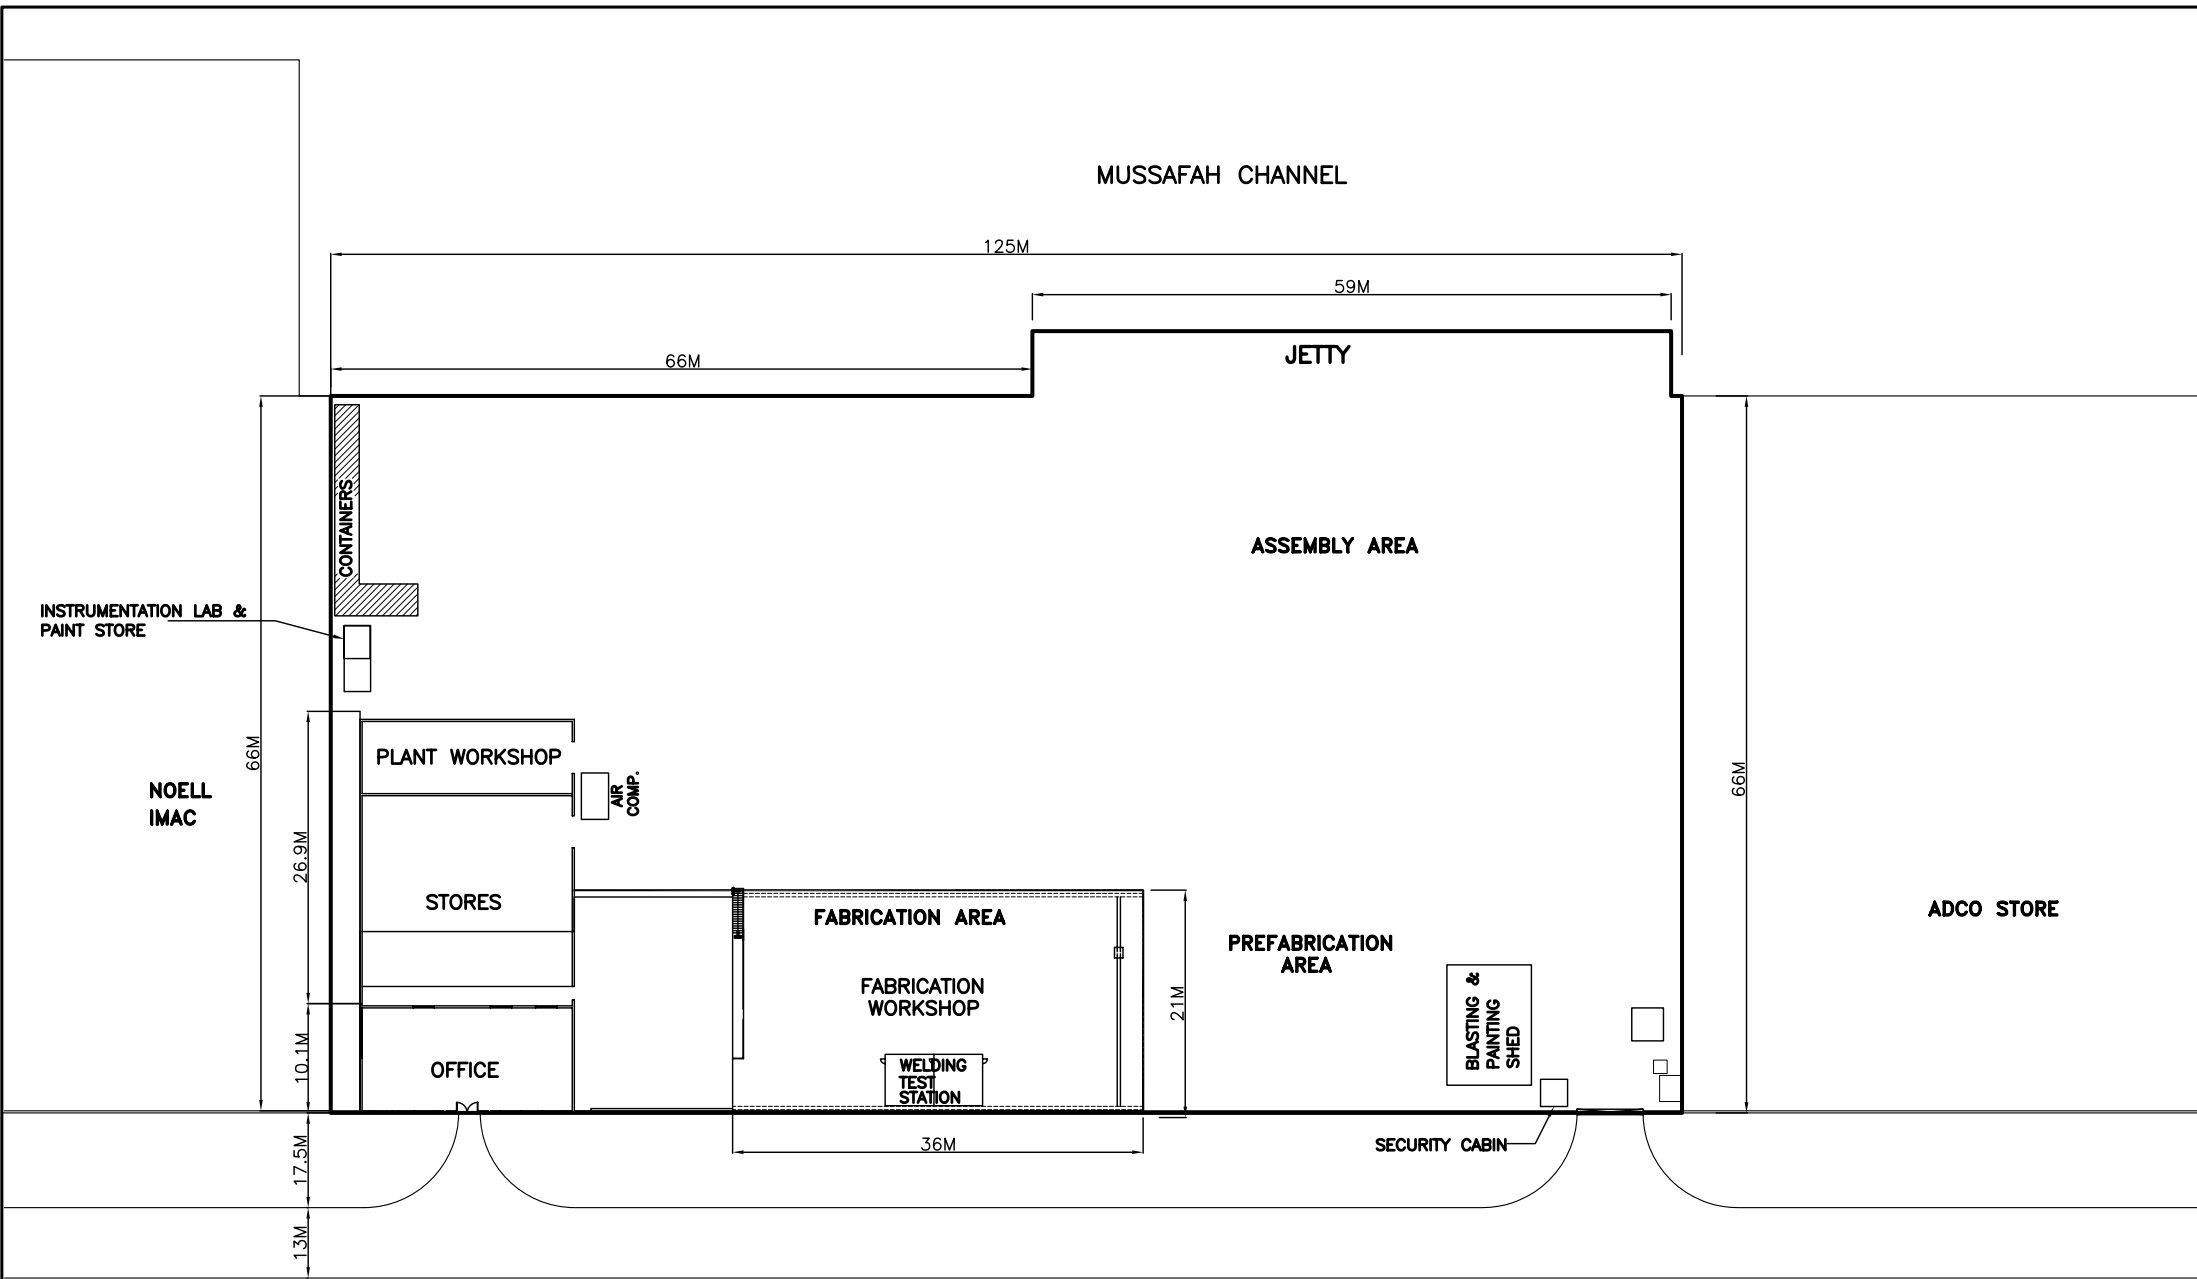 MUSSAFAH CHANNEL
125M
59M
JETTY
66M
CONTAINERS
ASSEMBLY AREA
INSTRUMENTATION LAB &
PAINT STORE
66M
PLANT WORKSHOP
AIR
COMP.
66M
NOELL
IMAC
26.9M
STORES
FABRICATION AREA
ADCO STORE
PREFABRICATION
AREA
FABRICATION
WORKSHOP
21M
BLASTING &
PAINTING
SHED
10.1M
OFFICE
WELDING
TEST
STATION
36M
SECURITY CABIN
17.5M
13M